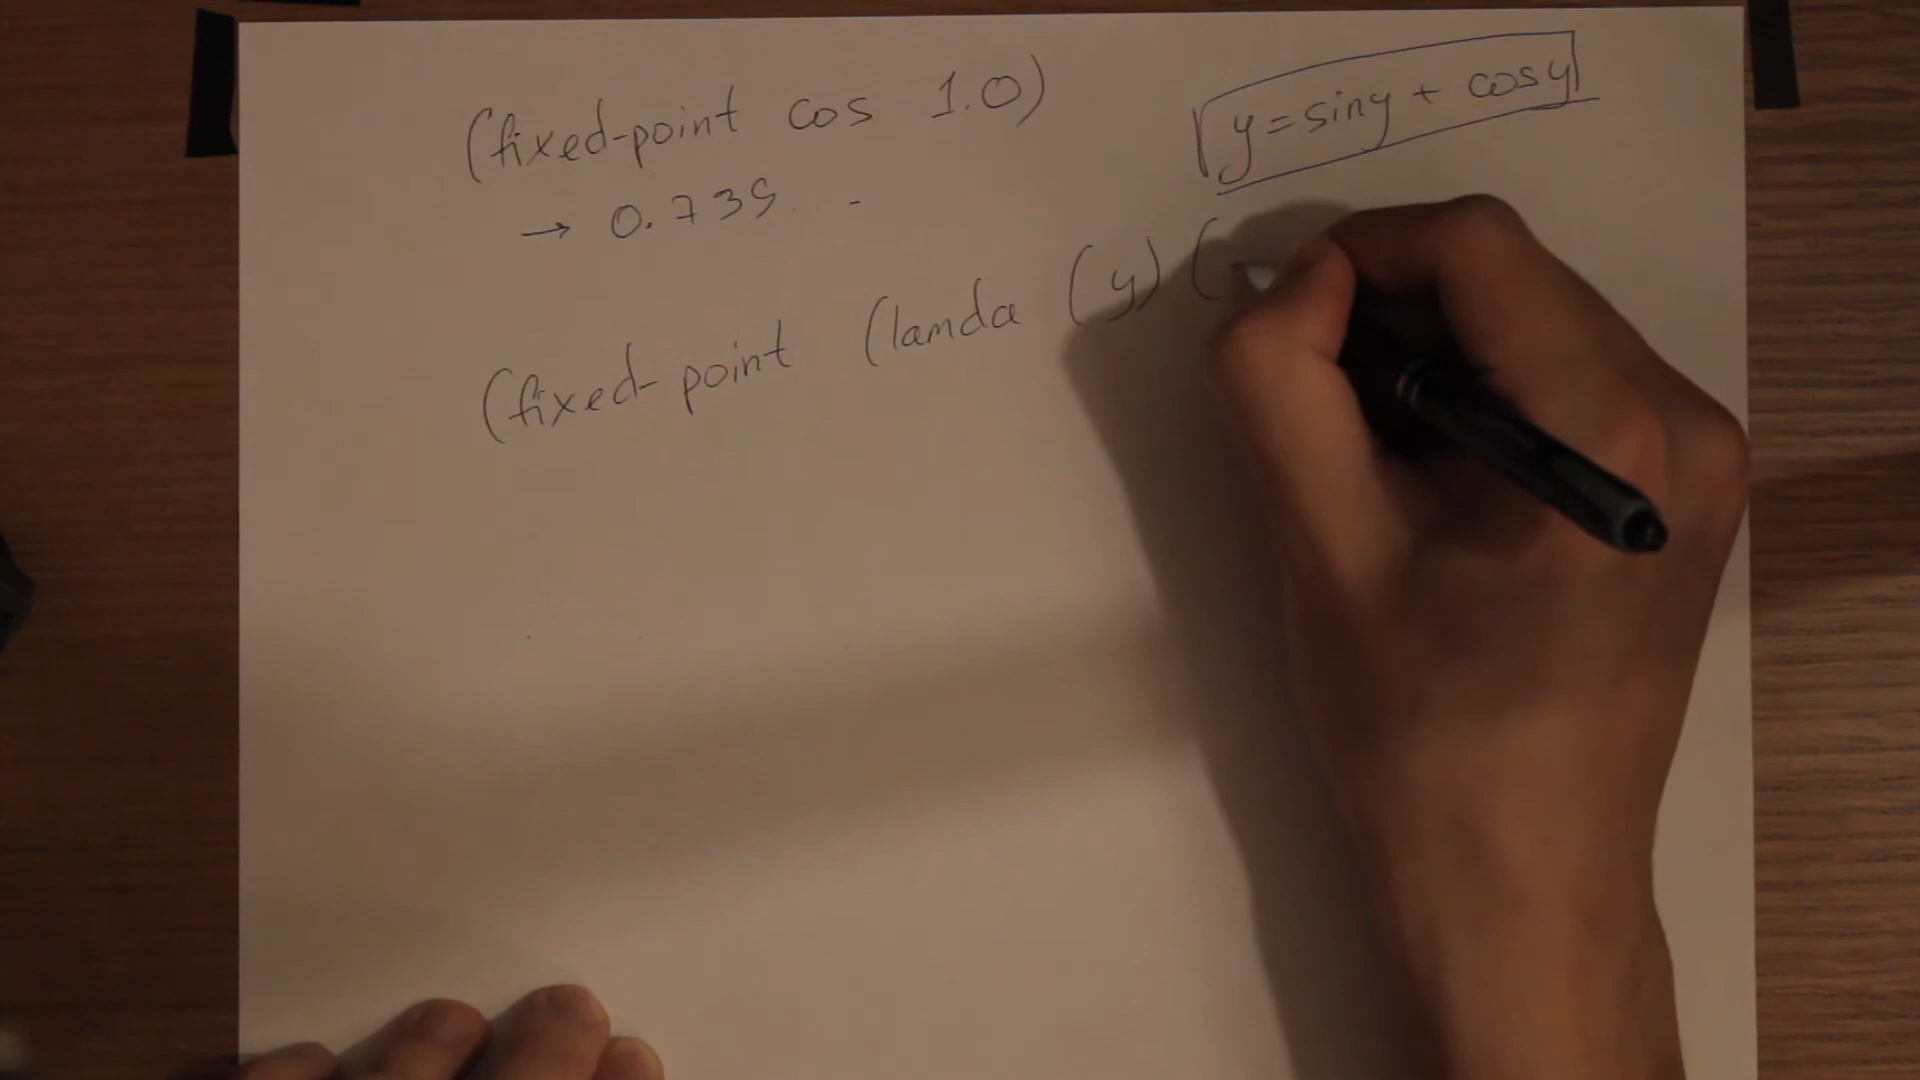 (fixed-point cos 1.0)
y = siny + cosy
→ 0.739 -
(fixed-point (lamda (y) (